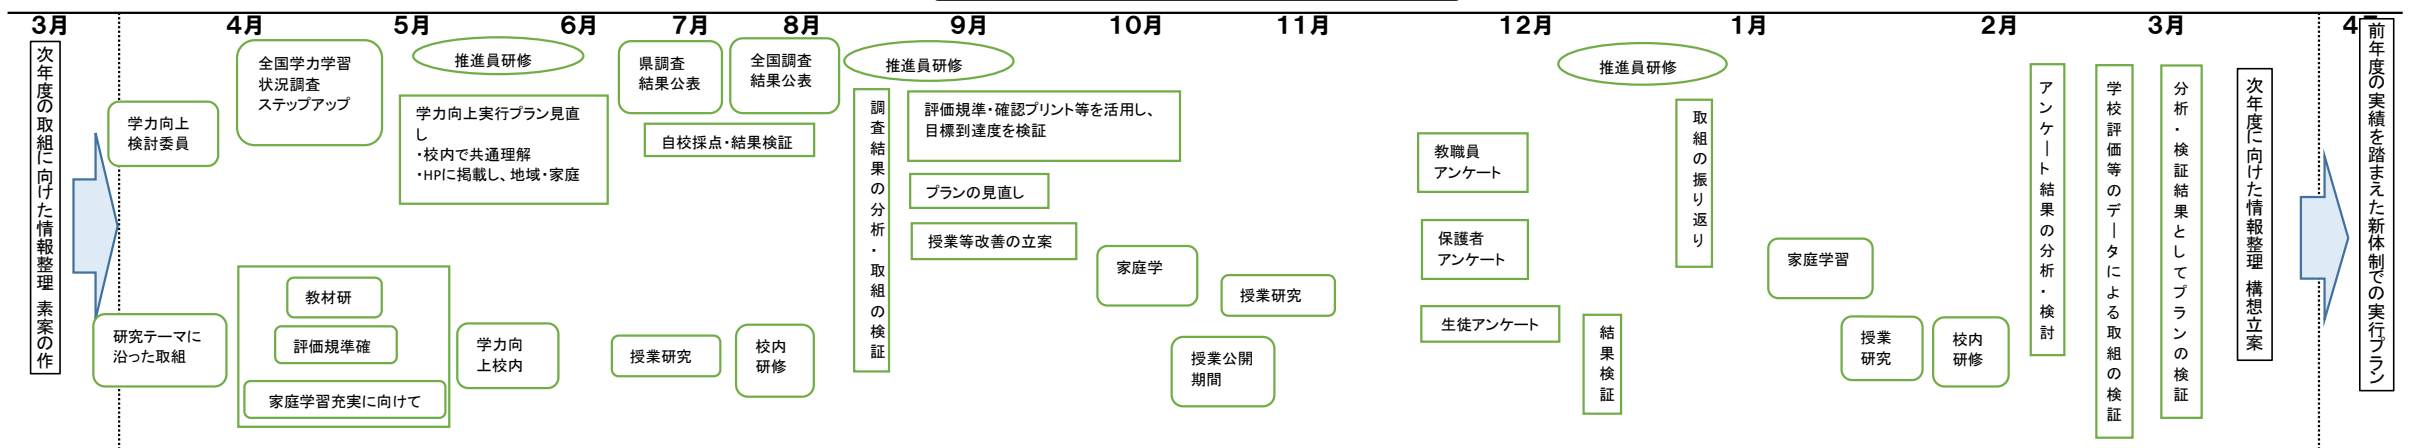 3月
4月
5月
6月
7月
8月
9月
10月
11月
12月
1月
2月
3月
4
次年度の取組に向けた情報整理 素案の作
学力向上
検討委員
研究テーマに
沿った取組
全国学力学習
状況調査
ステップアップ
教材研
評価規準確
家庭学習充実に向けて
推進員研修
学力向上実行プラン見直
し
・校内で共通理解
・HPに掲載し、地域・家庭
学力向
上校内
県調査
結果公表
全国調査
結果公表
自校採点・結果検証
授業研究
校内
研修
推進員研修
調査結果の分析・取組の検証
評価規準・確認プリント等を活用し、
目標到達度を検証
プランの見直し
授業等改善の立案
家庭学
授業研究
授業公開
期間
教職員
アンケート
保護者
アンケート
生徒アンケート
結果検証
推進員研修
取組の振り返り
家庭学習
授業
研究
校内
研修
アンケート結果の分析・検討
学校評価等のデータによる取組の検証
分析・検証結果としてプランの検証
次年度に向けた情報整理 構想立案
前年度の実績を踏まえた新体制での実行プラン